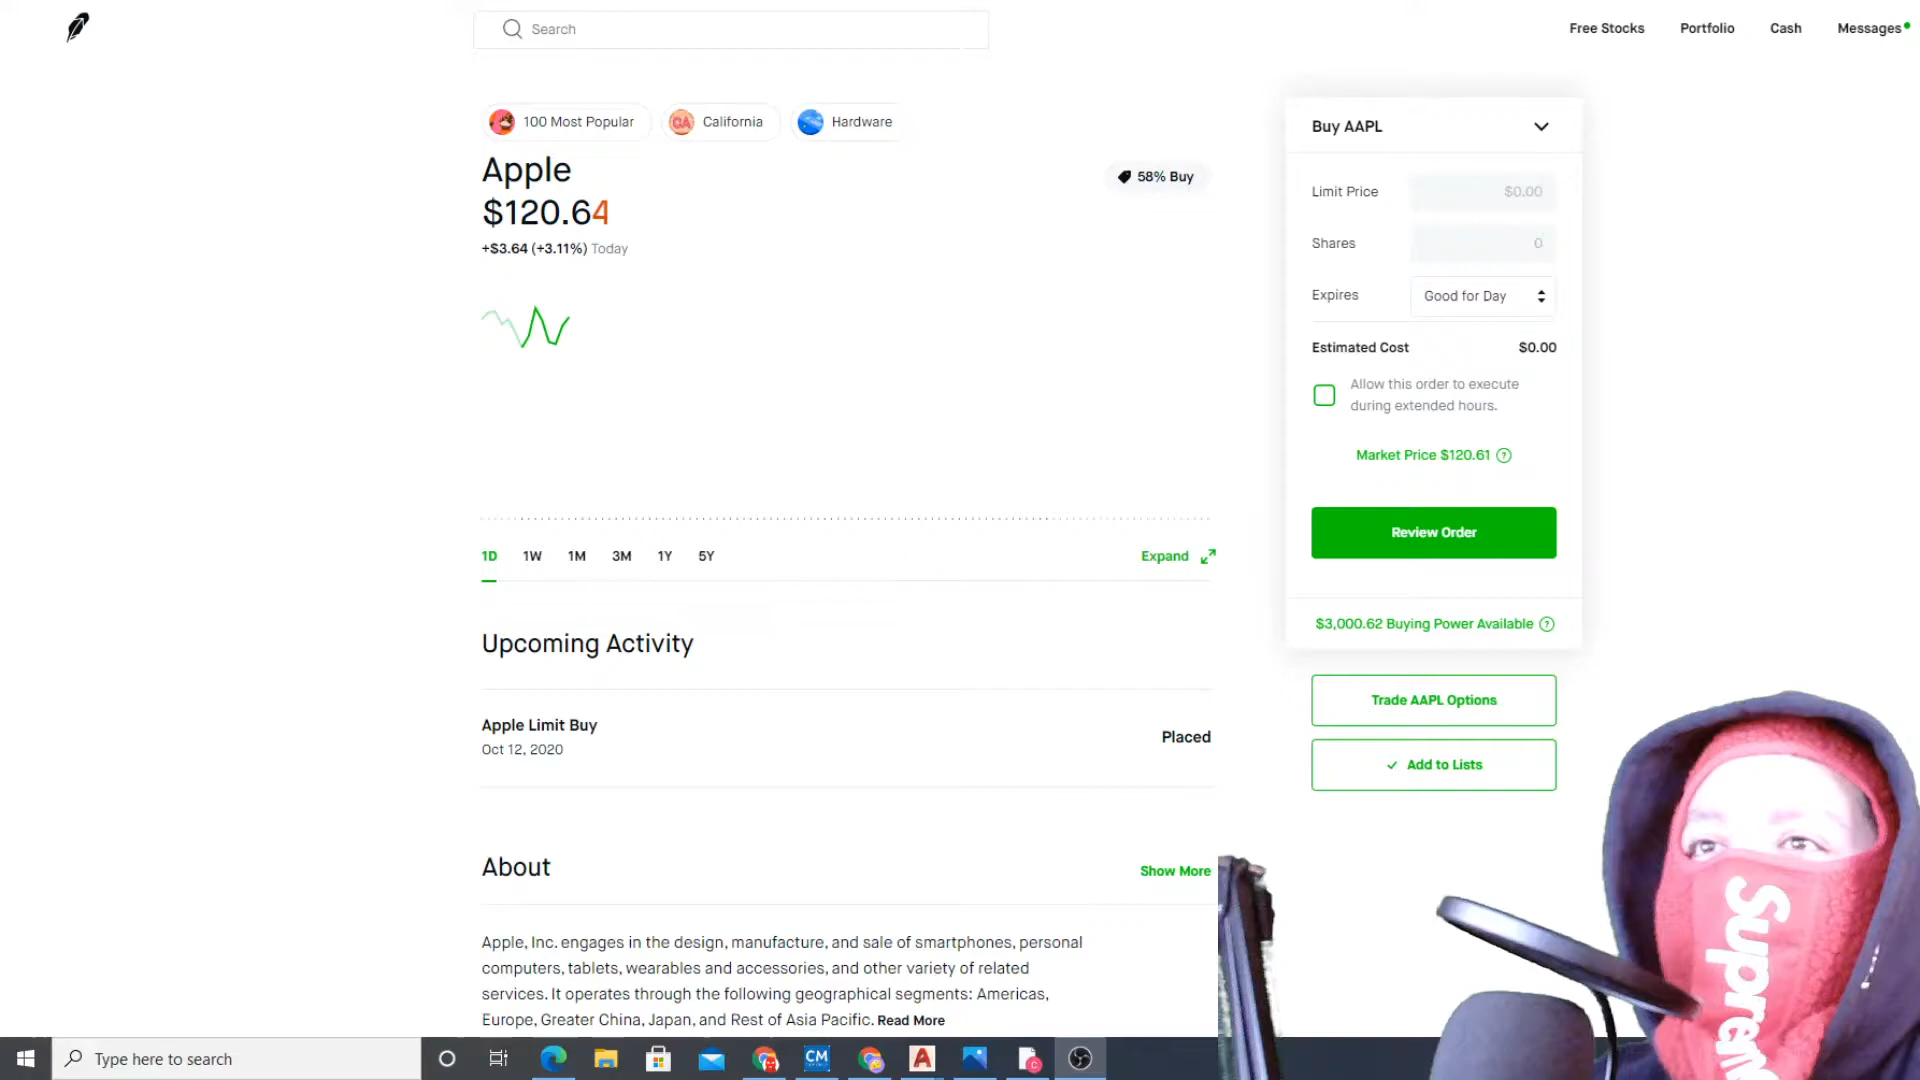 Search
Free Stocks
Portfolio
Cash
Messages
100 Most Popular
CA
California
Hardware
Apple
$120.64
+$3.64 (+3.11%) Today
58% Buy
Buy AAPL
Limit Price
$0.00
Shares
0
Expires
Good for Day
Estimated Cost
$0.00
Allow this order to execute
during extended hours.
Market Price $120.61 ?
Review Order
$3,000.62 Buying Power Available ?
Trade AAPL Options
Add to Lists
1D
1W
1M
3M
1Y
5Y
Expand
Upcoming Activity
Apple Limit Buy
Oct 12, 2020
Placed
About
Show More
Apple, Inc. engages in the design, manufacture, and sale of smartphones, personal
computers, tablets, wearables and accessories, and other variety of related
services. It operates through the following geographical segments: Americas,
Europe, Greater China, Japan, and Rest of Asia Pacific. Read More
Supreme
Type here to search
CM
A